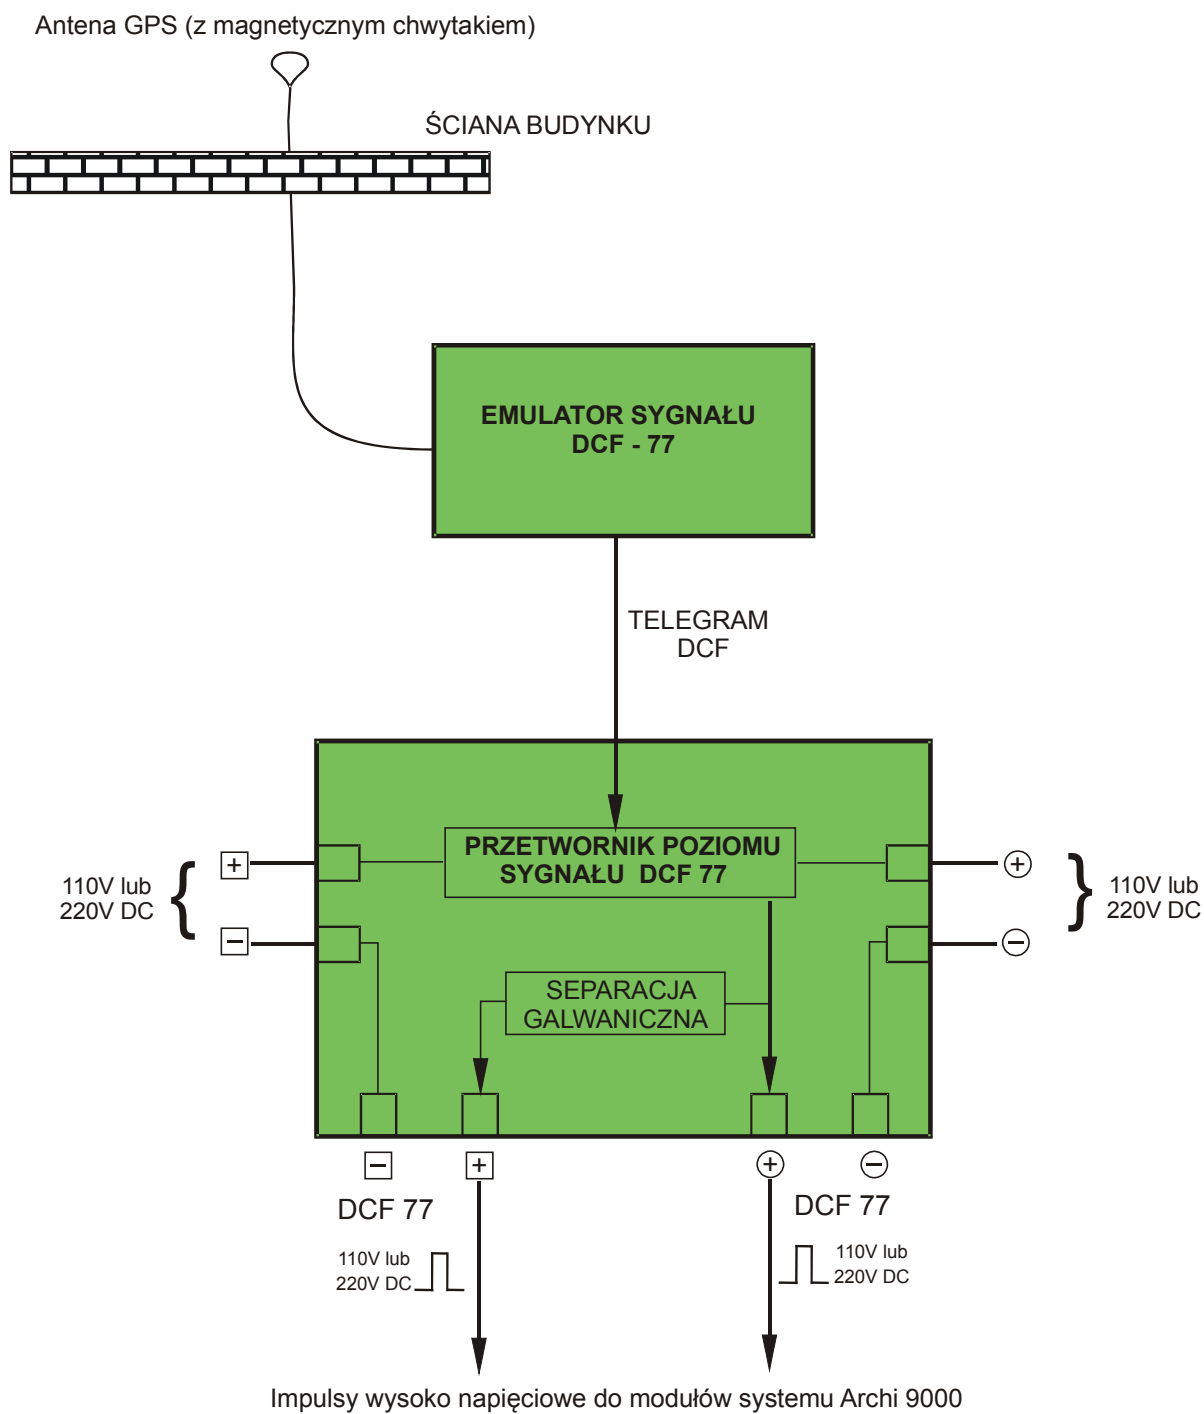 Antena GPS (z magnetycznym chwytakiem)
ŚCIANA BUDYNKU
EMULATOR SYGNAŁU
DCF - 77
TELEGRAM
DCF
PRZETWORNIK POZIOMU
SYGNAŁU DCF 77
+
110V lub
220V DC
-
+
110V lub
220V DC
-
SEPARACJA
GALWANICZNA
- +
DCF 77
110V lub
220V DC
+ -
DCF 77
110V lub
220V DC
Impulsy wysoko napięciowe do modułów systemu Archi 9000